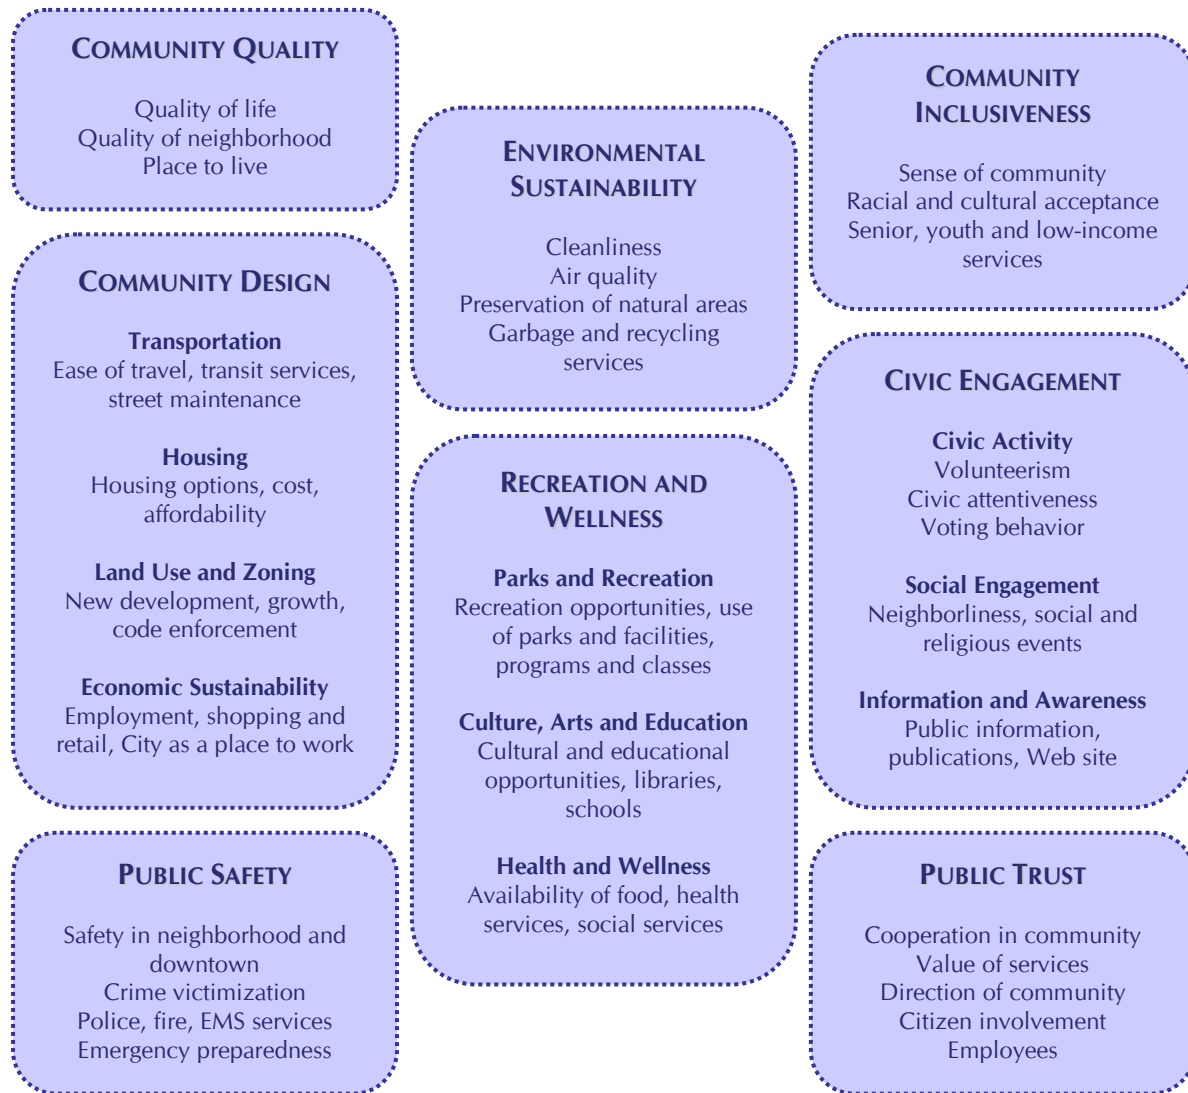 COMMUNITY QUALITY
Quality of life
Quality of neighborhood
Place to live
COMMUNITY DESIGN
Transportation
Ease of travel, transit services,
street maintenance
Housing
Housing options, cost,
affordability
Land Use and Zoning
New development, growth,
code enforcement
Economic Sustainability
Employment, shopping and
retail, City as a place to work
PUBLIC SAFETY
Safety in neighborhood and
downtown
Crime victimization
Police, fire, EMS services
Emergency preparedness
ENVIRONMENTAL
SUSTAINABILITY
Cleanliness
Air quality
Preservation of natural areas
Garbage and recycling
services
RECREATION AND
WELLNESS
Parks and Recreation
Recreation opportunities, use
of parks and facilities,
programs and classes
Culture, Arts and Education
Cultural and educational
opportunities, libraries,
schools
Health and Wellness
Availability of food, health
services, social services
COMMUNITY
INCLUSIVENESS
Sense of community
Racial and cultural acceptance
Senior, youth and low-income
services
CIVIC ENGAGEMENT
Civic Activity
Volunteerism
Civic attentiveness
Voting behavior
Social Engagement
Neighborliness, social and
religious events
Information and Awareness
Public information,
publications, Web site
PUBLIC TRUST
Cooperation in community
Value of services
Direction of community
Citizen involvement
Employees